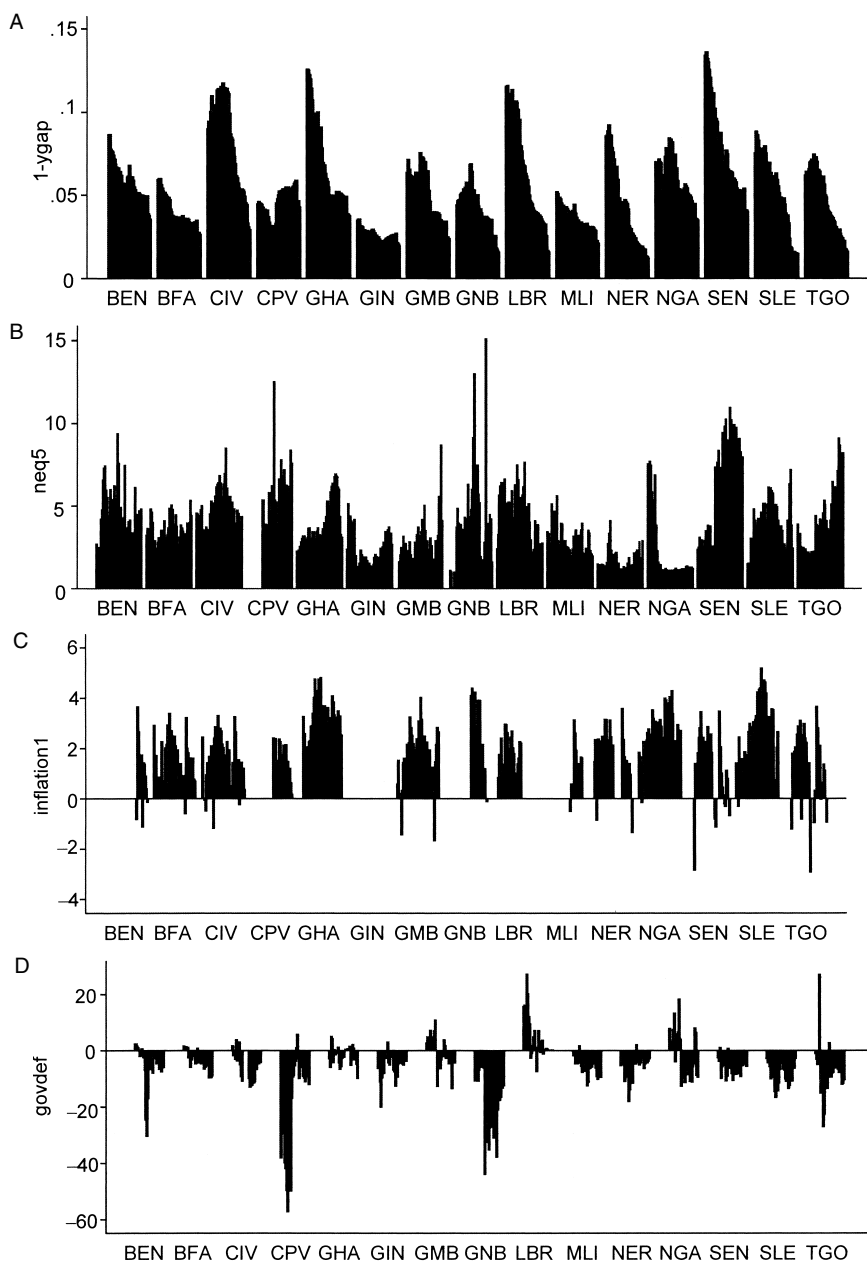 A
.15
.1
.05
0
1-ygap
BEN BFA CIV CPV GHA GIN GMB GNB LBR MLI NER NGA SEN SLE TGO
B
15
10
5
0
neq5
BEN BFA CIV CPV GHA GIN GMB GNB LBR MLI NER NGA SEN SLE TGO
C
6
4
2
0
−2
−4
inflation1
BEN BFA CIV CPV GHA GIN GMB GNB LBR MLI NER NGA SEN SLE TGO
D
20
0
−20
−40
−60
govdef
BEN BFA CIV CPV GHA GIN GMB GNB LBR MLI NER NGA SEN SLE TGO